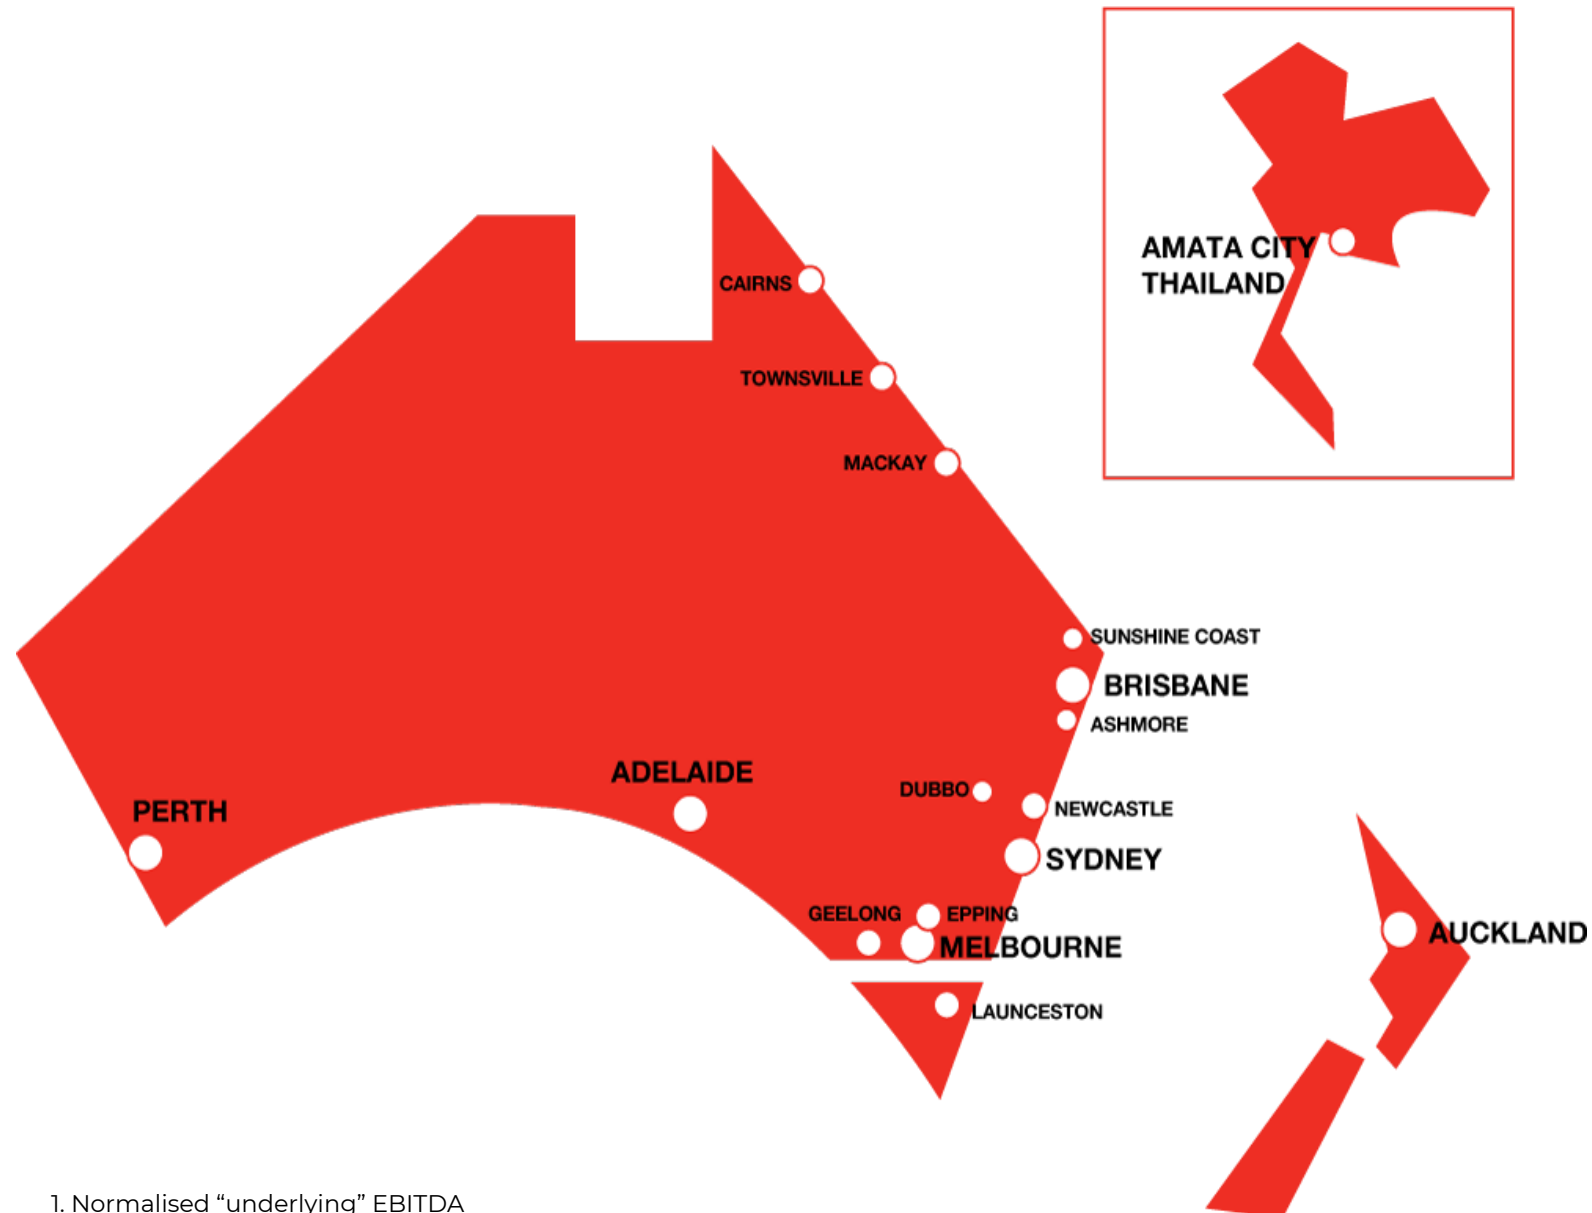 AMATA CITY
THAILAND
CAIRNS
TOWNSVILLE
MACKAY
SUNSHINE COAST
BRISBANE
ASHMORE
ADELAIDE
DUBBO
PERTH
NEWCASTLE
SYDNEY
GEELONG
EPPING
AUCKLAND
MELBOURNE
LAUNCESTON
1. Normalised “underlying” EBITDA